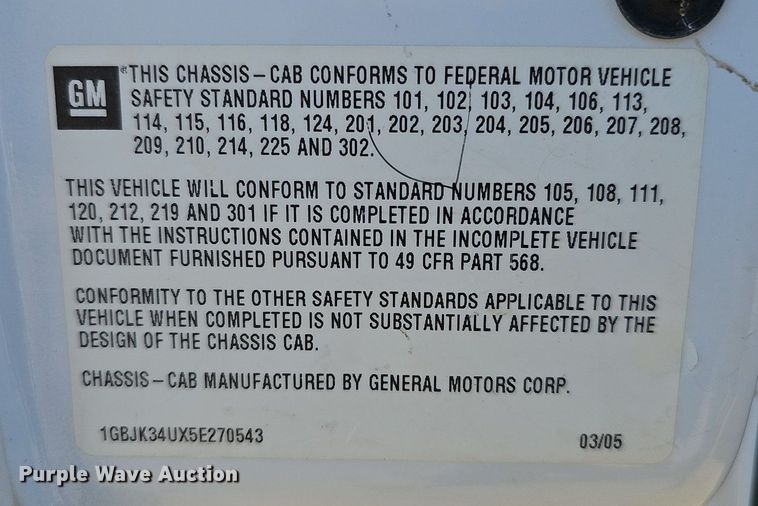 GM
®THIS CHASSIS-CAB CONFORMS TO FEDERAL MOTOR VEHICLE
SAFETY STANDARD NUMBERS 101, 102, 103, 104, 106, 113,
114, 115, 116, 118, 124, 201, 202, 203, 204, 205, 206, 207, 208,
209, 210, 214, 225 AND 302.
THIS VEHICLE WILL CONFORM TO STANDARD NUMBERS 105, 108, 111,
120, 212, 219 AND 301 IF IT IS COMPLETED IN ACCORDANCE
WITH THE INSTRUCTIONS CONTAINED IN THE INCOMPLETE VEHICLE
DOCUMENT FURNISHED PURSUANT TO 49 CFR PART 568.
CONFORMITY TO THE OTHER SAFETY STANDARDS APPLICABLE TO THIS
VEHICLE WHEN COMPLETED IS NOT SUBSTANTIALLY AFFECTED BY THE
DESIGN OF THE CHASSIS CAB.
CHASSIS-CAB MANUFACTURED BY GENERAL MOTORS CORP.
1GBJK34UX5E270543 03/05
Purple Wave Auction